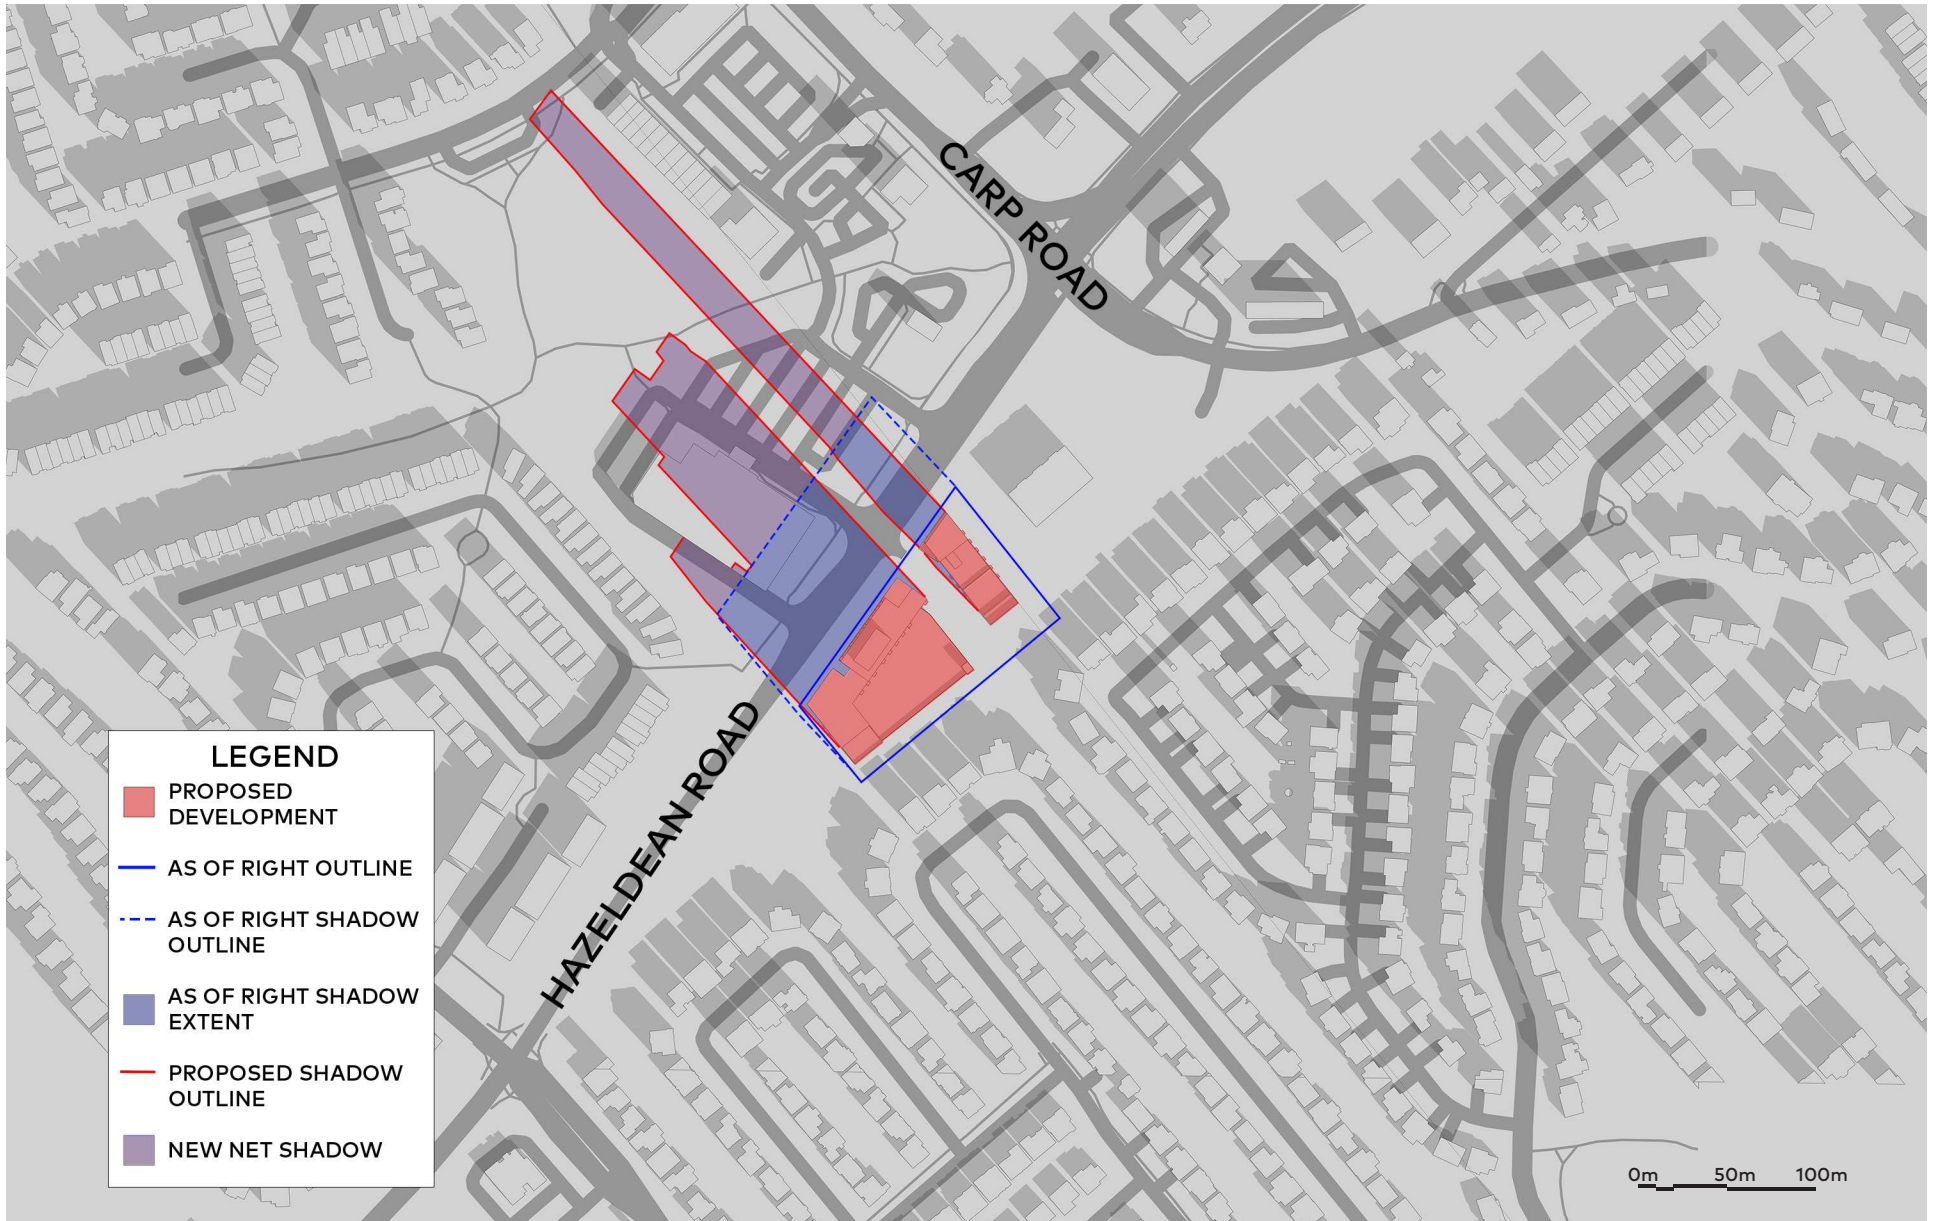 CARP ROAD
HAZELDEAN ROAD
LEGEND
PROPOSED
DEVELOPMENT
AS OF RIGHT OUTLINE
AS OF RIGHT SHADOW
OUTLINE
AS OF RIGHT SHADOW
EXTENT
PROPOSED SHADOW
OUTLINE
NEW NET SHADOW
0m 50m 100m